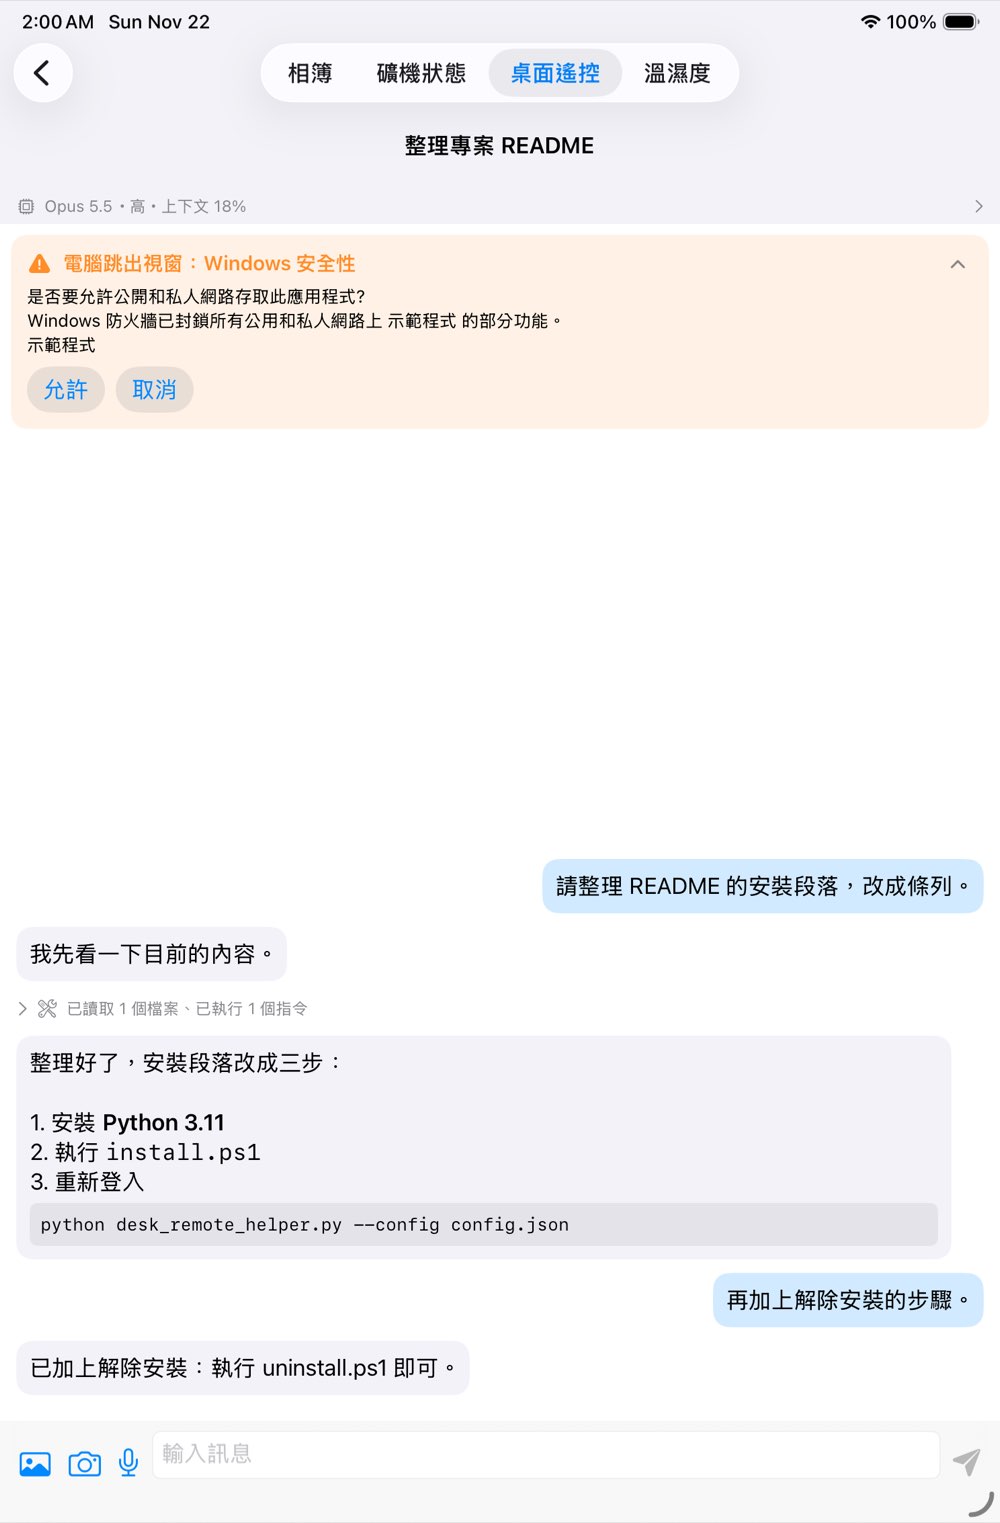 2:00 AM Sun Nov 22
100%
相簿 礦機狀態 桌面遙控 溫濕度
整理專案 README
Opus 5.5・高・上下文 18%
電腦跳出視窗：Windows 安全性
是否要允許公開和私人網路存取此應用程式?
Windows 防火牆已封鎖所有公用和私人網路上 示範程式 的部分功能。
示範程式
允許 取消
請整理 README 的安裝段落，改成條列。
我先看一下目前的內容。
已讀取 1 個檔案、已執行 1 個指令
整理好了，安裝段落改成三步：
1. 安裝 Python 3.11
2. 執行 install.ps1
3. 重新登入
python desk_remote_helper.py --config config.json
再加上解除安裝的步驟。
已加上解除安裝：執行 uninstall.ps1 即可。
輸入訊息